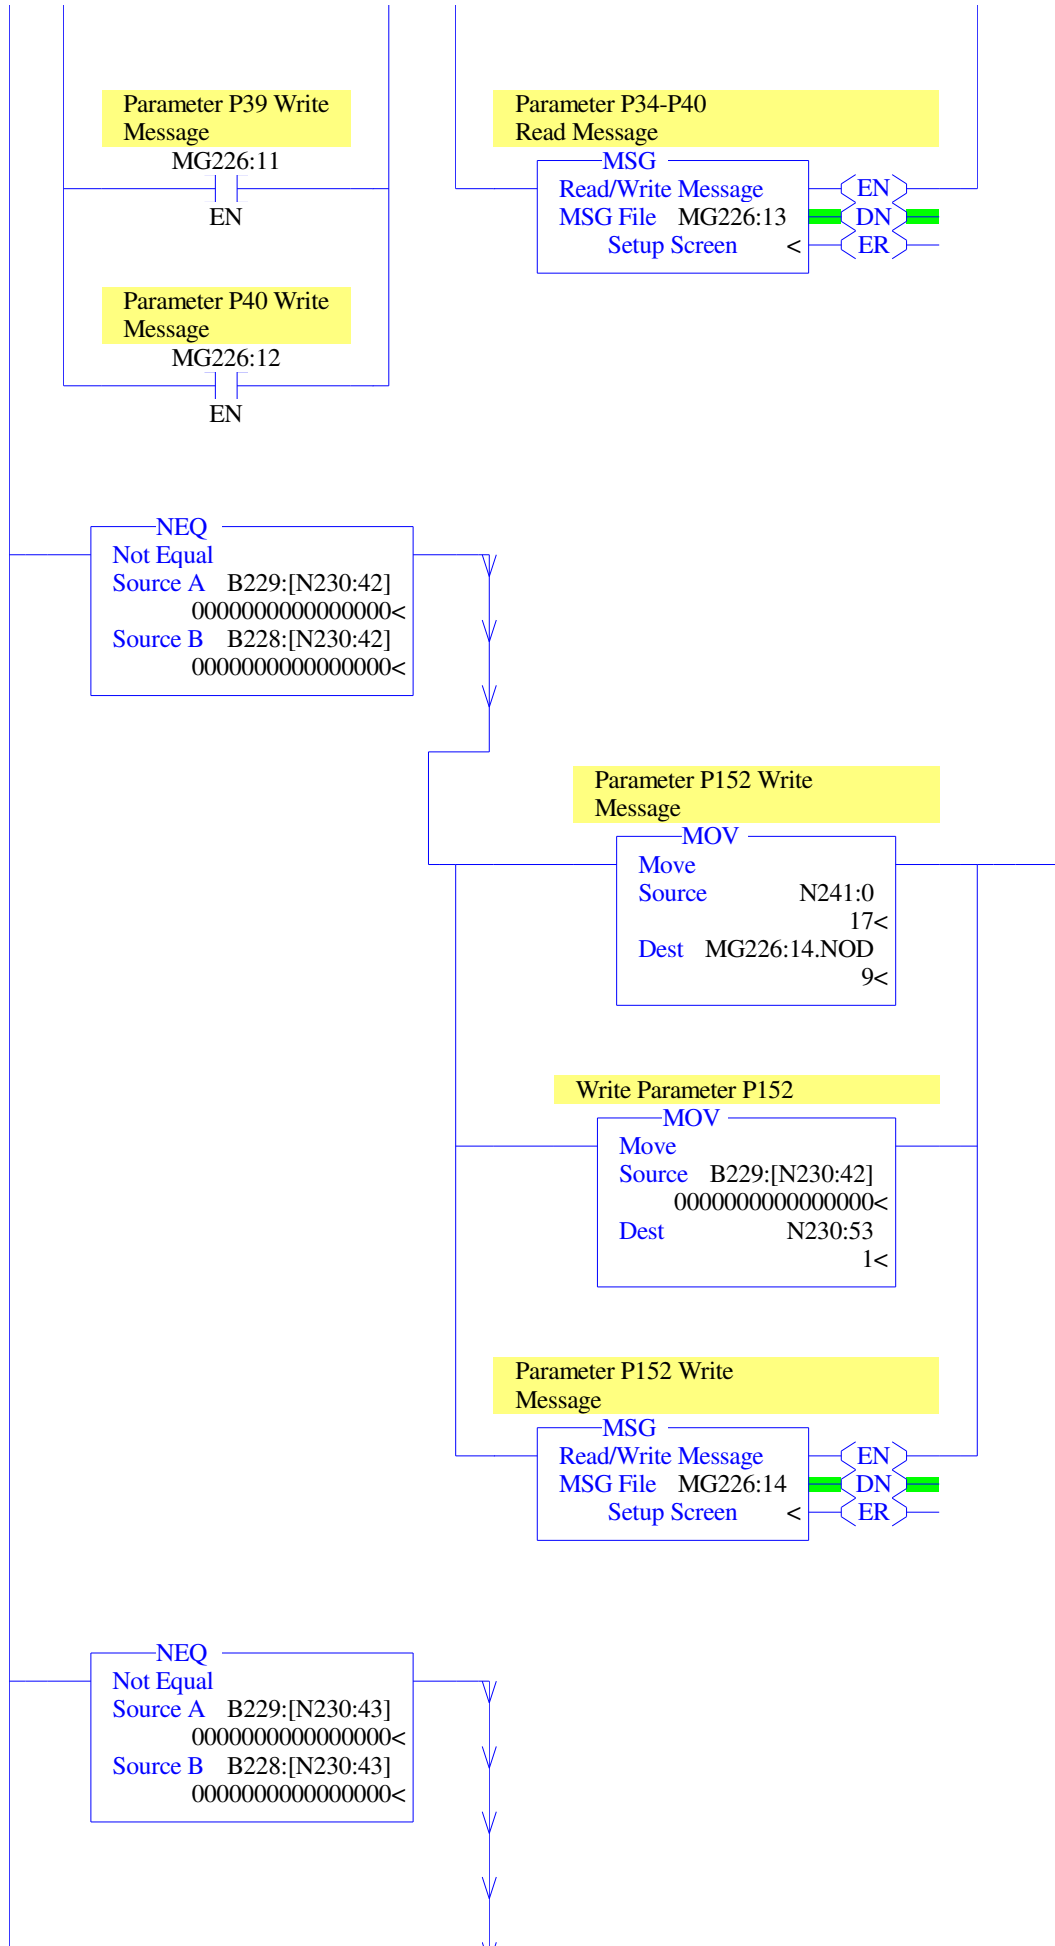 Parameter P39 Write
Message
MG226:11
EN
Parameter P34-P40
Read Message
MSG
Read/Write Message
MSG File MG226:13
Setup Screen <
EN
DN
ER
Parameter P40 Write
Message
MG226:12
EN
NEQ
Not Equal
Source A B229:[N230:42]
0000000000000000<
Source B B228:[N230:42]
0000000000000000<
Parameter P152 Write
Message
MOV
Move
Source N241:0
17<
Dest MG226:14.NOD
9<
Write Parameter P152
MOV
Move
Source B229:[N230:42]
0000000000000000<
Dest N230:53
1<
Parameter P152 Write
Message
MSG
Read/Write Message
MSG File MG226:14
Setup Screen <
EN
DN
ER
NEQ
Not Equal
Source A B229:[N230:43]
0000000000000000<
Source B B228:[N230:43]
0000000000000000<